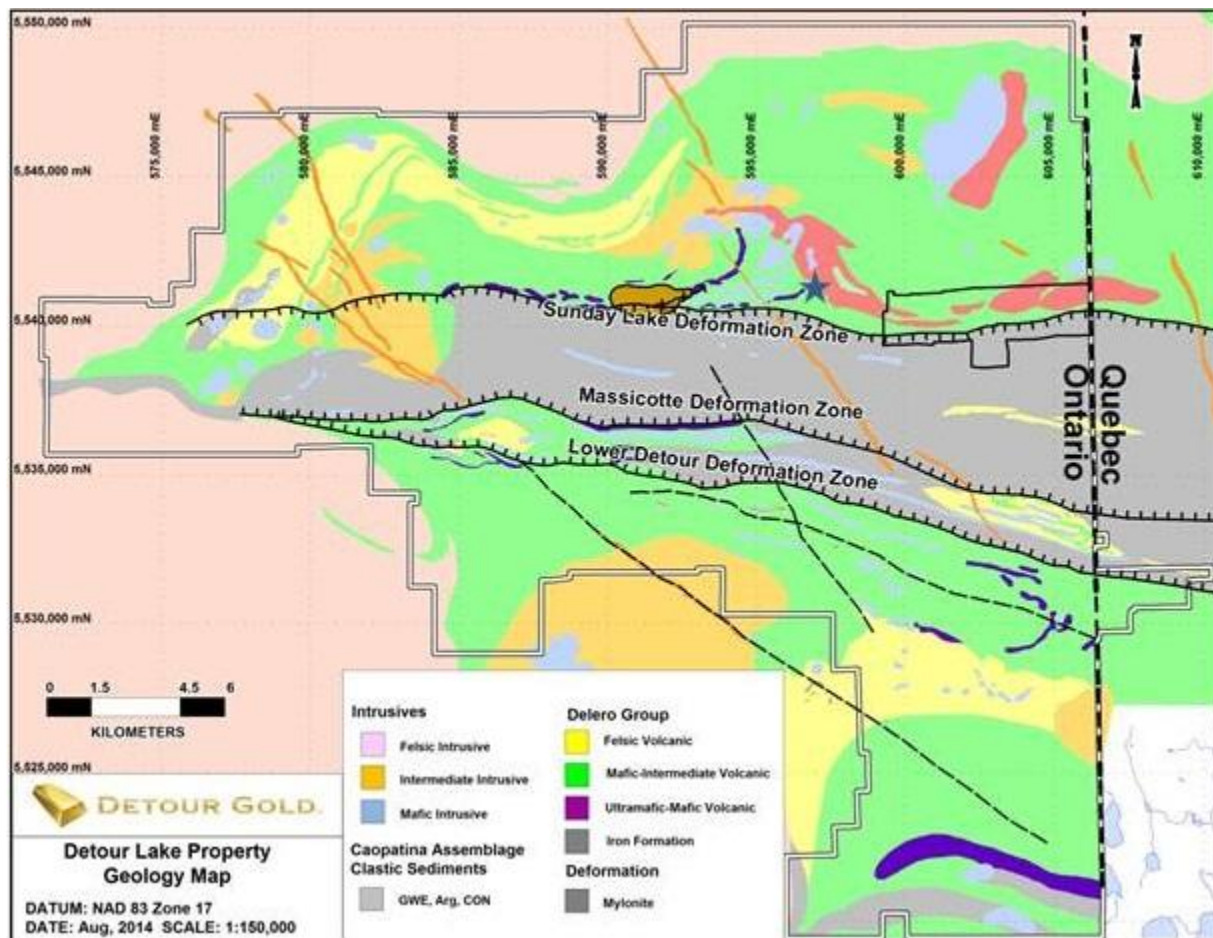 5,550,000 mN
N
575,000 mE
580,000 mE
585,000 mE
590,000 mE
595,000 mE
600,000 mE
605,000 mE
610,000
5,545,000 mN
5,540,000 mN
Sunday Lake Deformation Zone
Massicotte Deformation Zone
Quebec
Ontario
5,535,000 mN
Lower Detour Deformation Zone
5,530,000 mN
0 1.5 4.5 6
KILOMETERS
5,525,000 mN
DETOUR GOLD.
Detour Lake Property
Geology Map
DATUM: NAD 83 Zone 17
DATE: Aug, 2014 SCALE: 1:150,000
Intrusives
Felsic Intrusive
Intermediate Intrusive
Mafic Intrusive
Caopatina Assemblage
Clastic Sediments
GWE, Arg, CON
Delero Group
Felsic Volcanic
Mafic-Intermediate Volcanic
Ultramafic-Mafic Volcanic
Iron Formation
Deformation
Mylonite